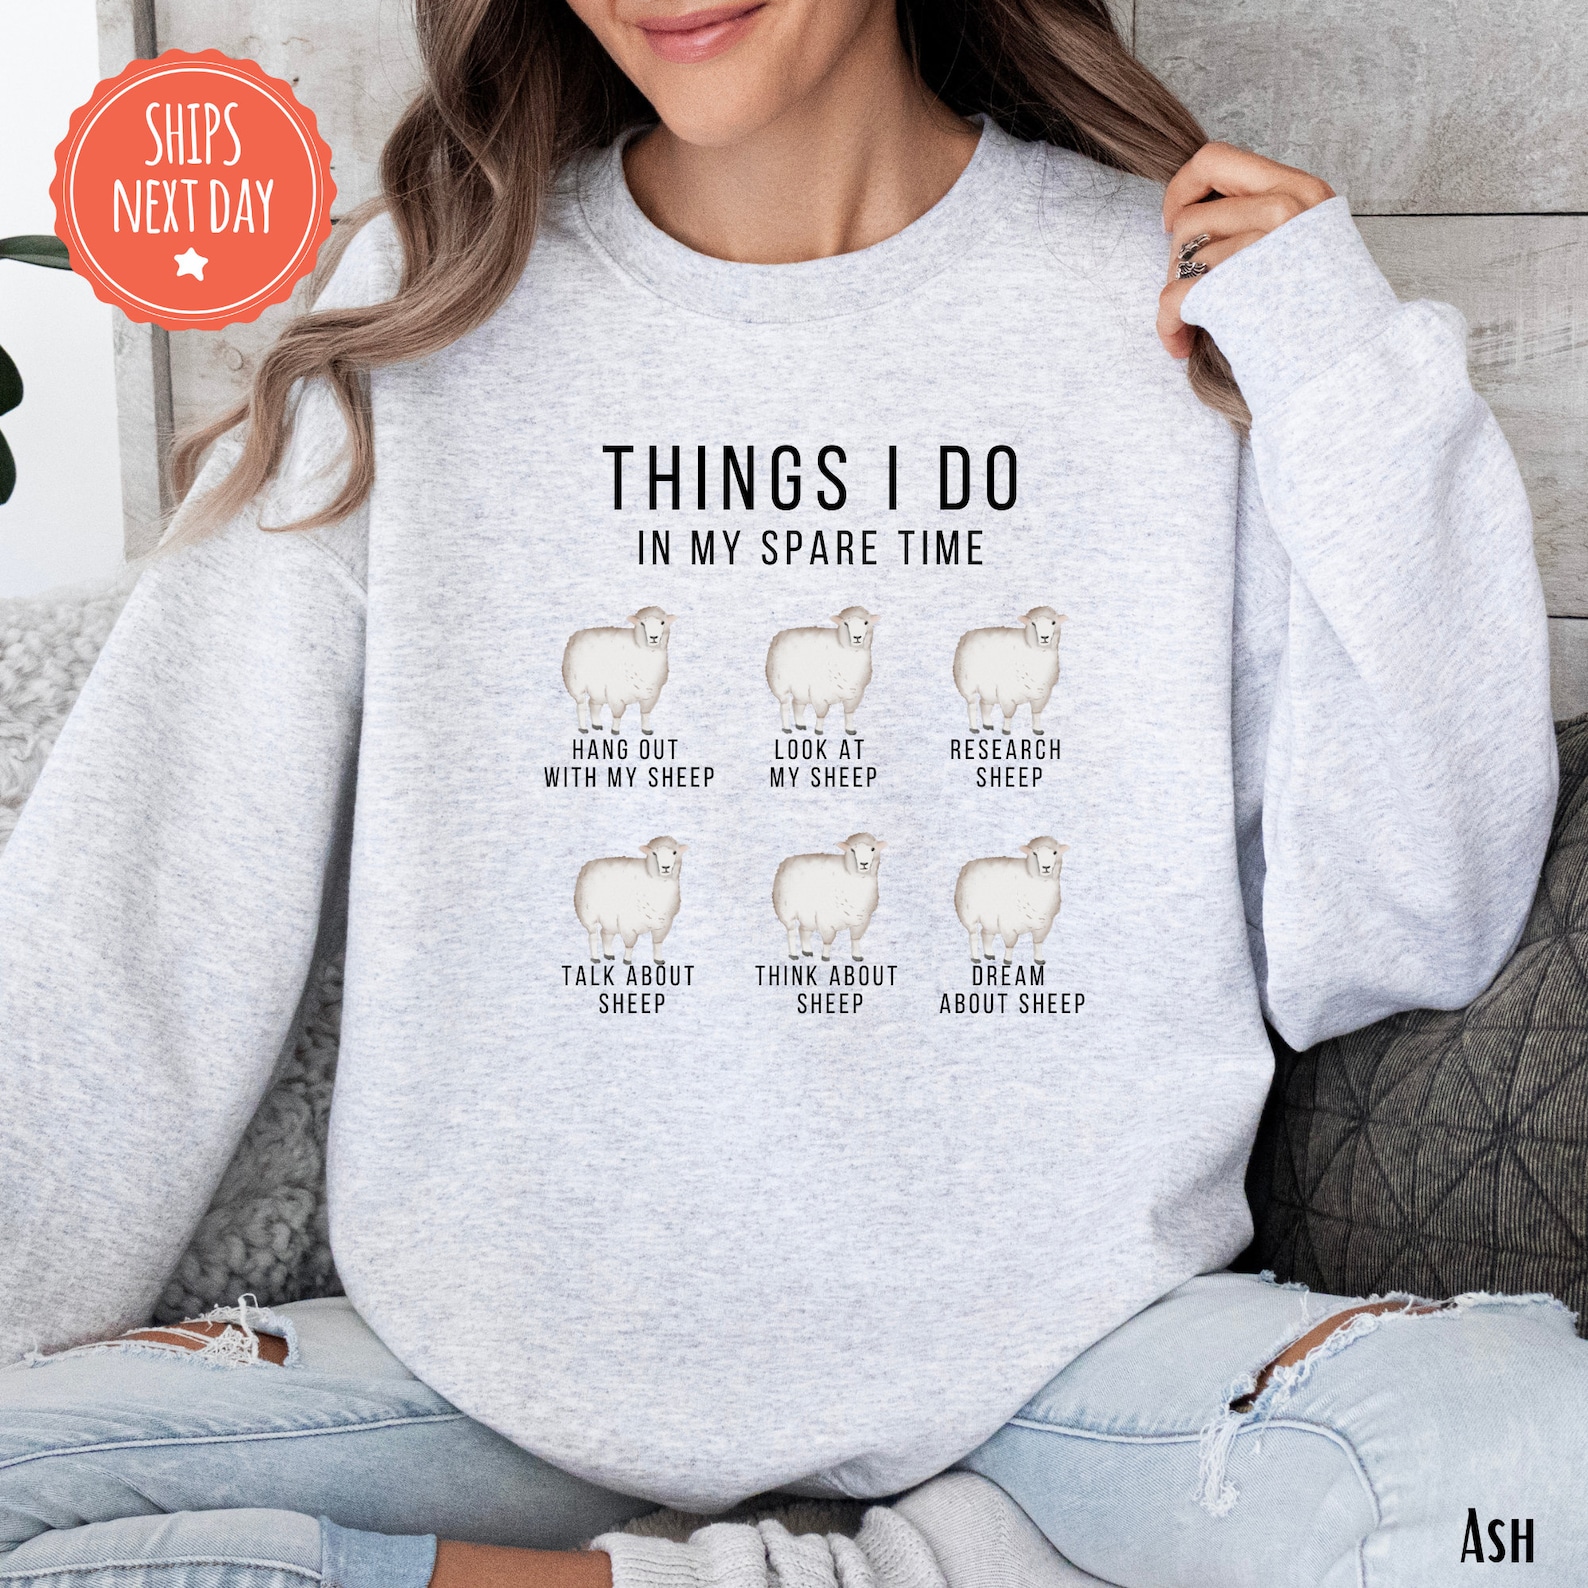 SHIPS
NEXT DAY
THINGS I DO
IN MY SPARE TIME
HANG OUT
WITH MY SHEEP
LOOK AT
MY SHEEP
RESEARCH
SHEEP
TALK ABOUT
SHEEP
THINK ABOUT
SHEEP
DREAM
ABOUT SHEEP
ASH